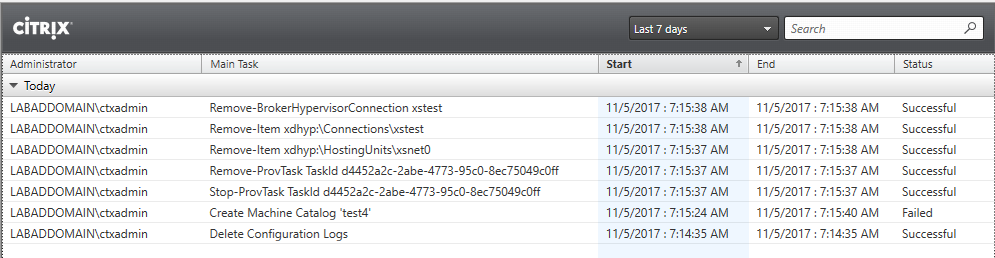 CITRIX Last 7 days Search
Administrator Main Task Start End Status
Today
LABADDOMAIN\ctxadmin Remove-BrokerHypervisorConnection xstest 11/5/2017 : 7:15:38 AM 11/5/2017 : 7:15:38 AM Successful
LABADDOMAIN\ctxadmin Remove-Item xdhyp:\Connections\xstest 11/5/2017 : 7:15:38 AM 11/5/2017 : 7:15:38 AM Successful
LABADDOMAIN\ctxadmin Remove-Item xdhyp:\HostingUnits\xsnet0 11/5/2017 : 7:15:37 AM 11/5/2017 : 7:15:37 AM Successful
LABADDOMAIN\ctxadmin Remove-ProvTask TaskId d4452a2c-2abe-4773-95c0-8ec75049c0ff 11/5/2017 : 7:15:37 AM 11/5/2017 : 7:15:37 AM Successful
LABADDOMAIN\ctxadmin Stop-ProvTask TaskId d4452a2c-2abe-4773-95c0-8ec75049c0ff 11/5/2017 : 7:15:37 AM 11/5/2017 : 7:15:37 AM Successful
LABADDOMAIN\ctxadmin Create Machine Catalog 'test4' 11/5/2017 : 7:15:24 AM 11/5/2017 : 7:15:40 AM Failed
LABADDOMAIN\ctxadmin Delete Configuration Logs 11/5/2017 : 7:14:35 AM 11/5/2017 : 7:14:35 AM Successful